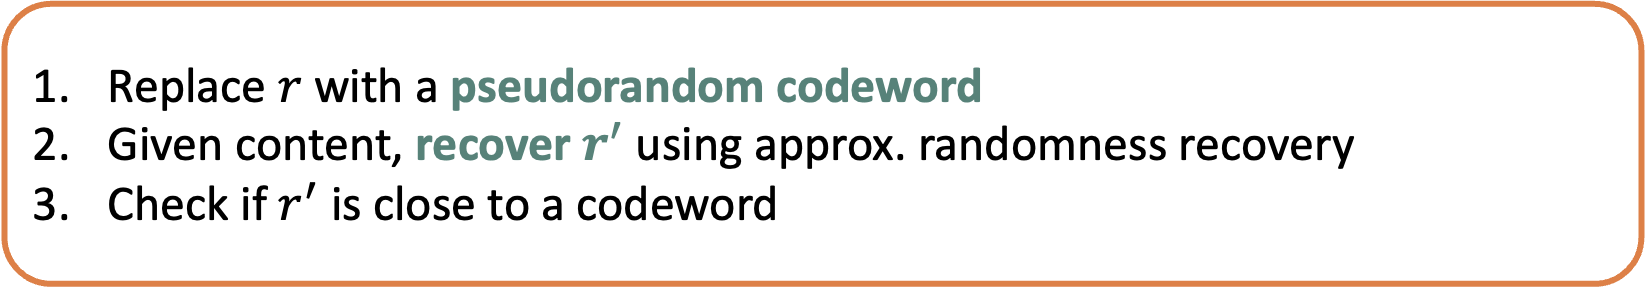 1. Replace r with a pseudorandom codeword
2. Given content, recover r′ using approx. randomness recovery
3. Check if r′ is close to a codeword